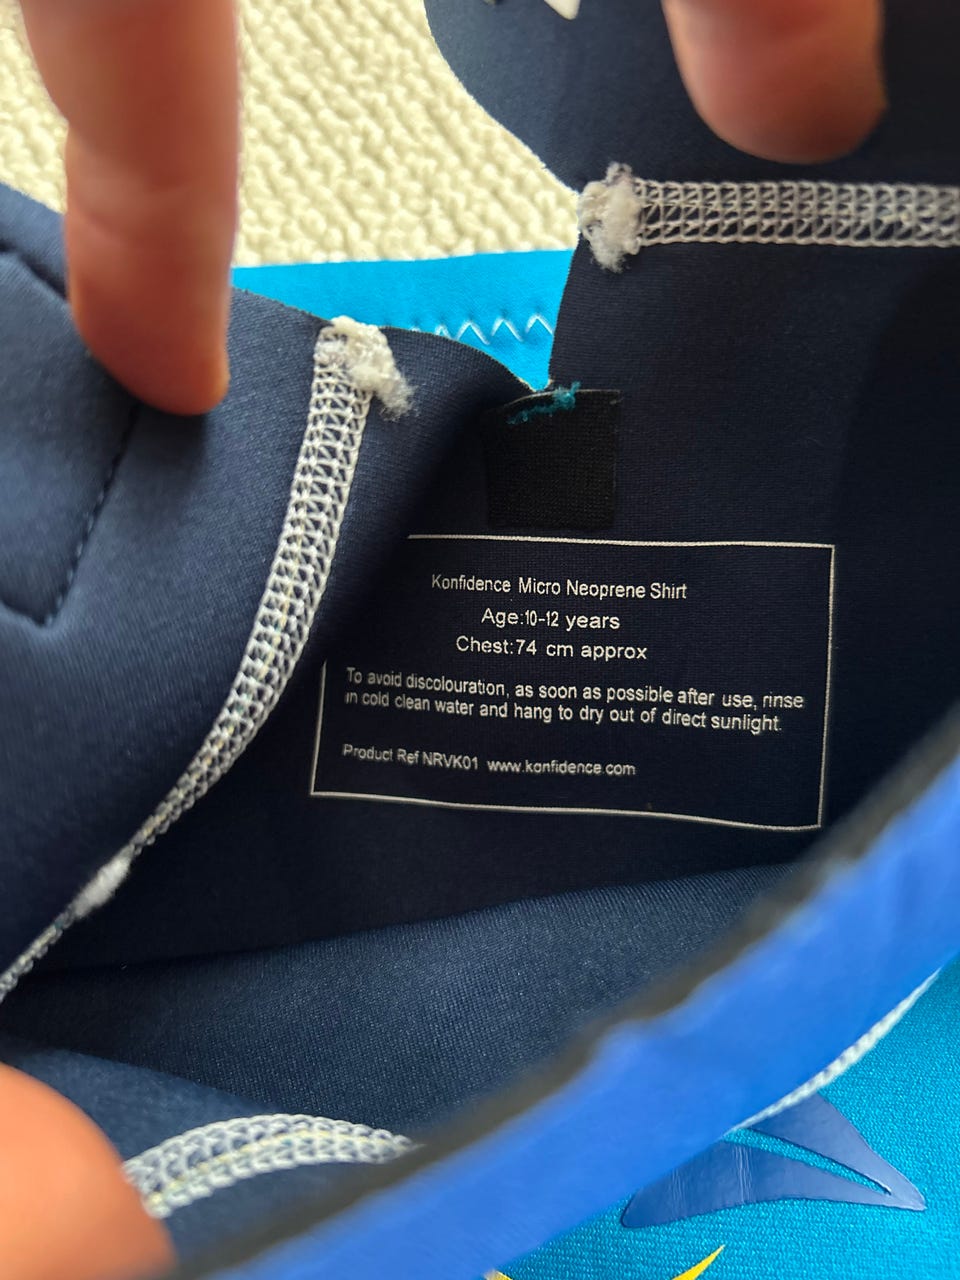 Konfidence Micro Neoprene Shirt
Age:10-12 years
Chest:74 cm approx
To avoid discolouration, as soon as possible after use, rinse
in cold clean water and hang to dry out of direct sunlight.
Product Ref NRVK01 www.konfidence.com